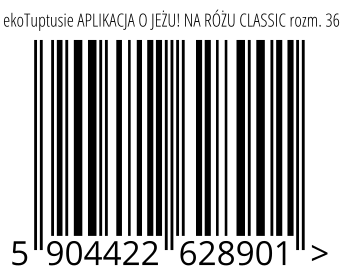 ekoTuptusie APLIKACJA O JEŻU! NA RÓŻU CLASSIC rozm. 36
5 904422 628901 >